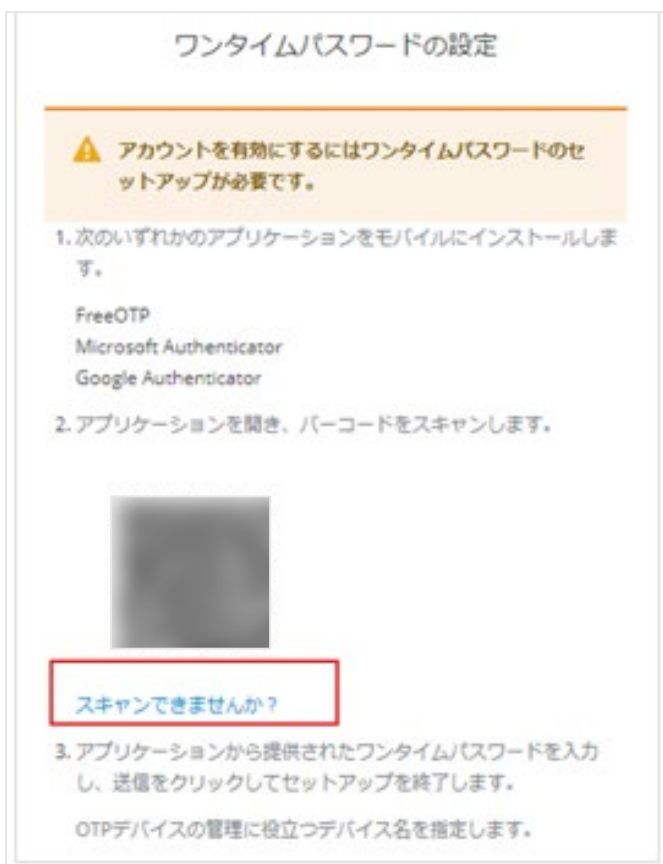 ワンタイムパスワードの設定
アカウントを有効にするにはワンタイムパスワードのセ
ットアップが必要です。
1. 次のいずれかのアプリケーションをモバイルにインストールしま
す。
FreeOTP
Microsoft Authenticator
Google Authenticator
2. アプリケーションを開き、バーコードをスキャンします。
スキャンできませんか？
3. アプリケーションから提供されたワンタイムパスワードを入力
し、送信をクリックしてセットアップを終了します。
OTPデバイスの管理に役立つデバイス名を指定します。